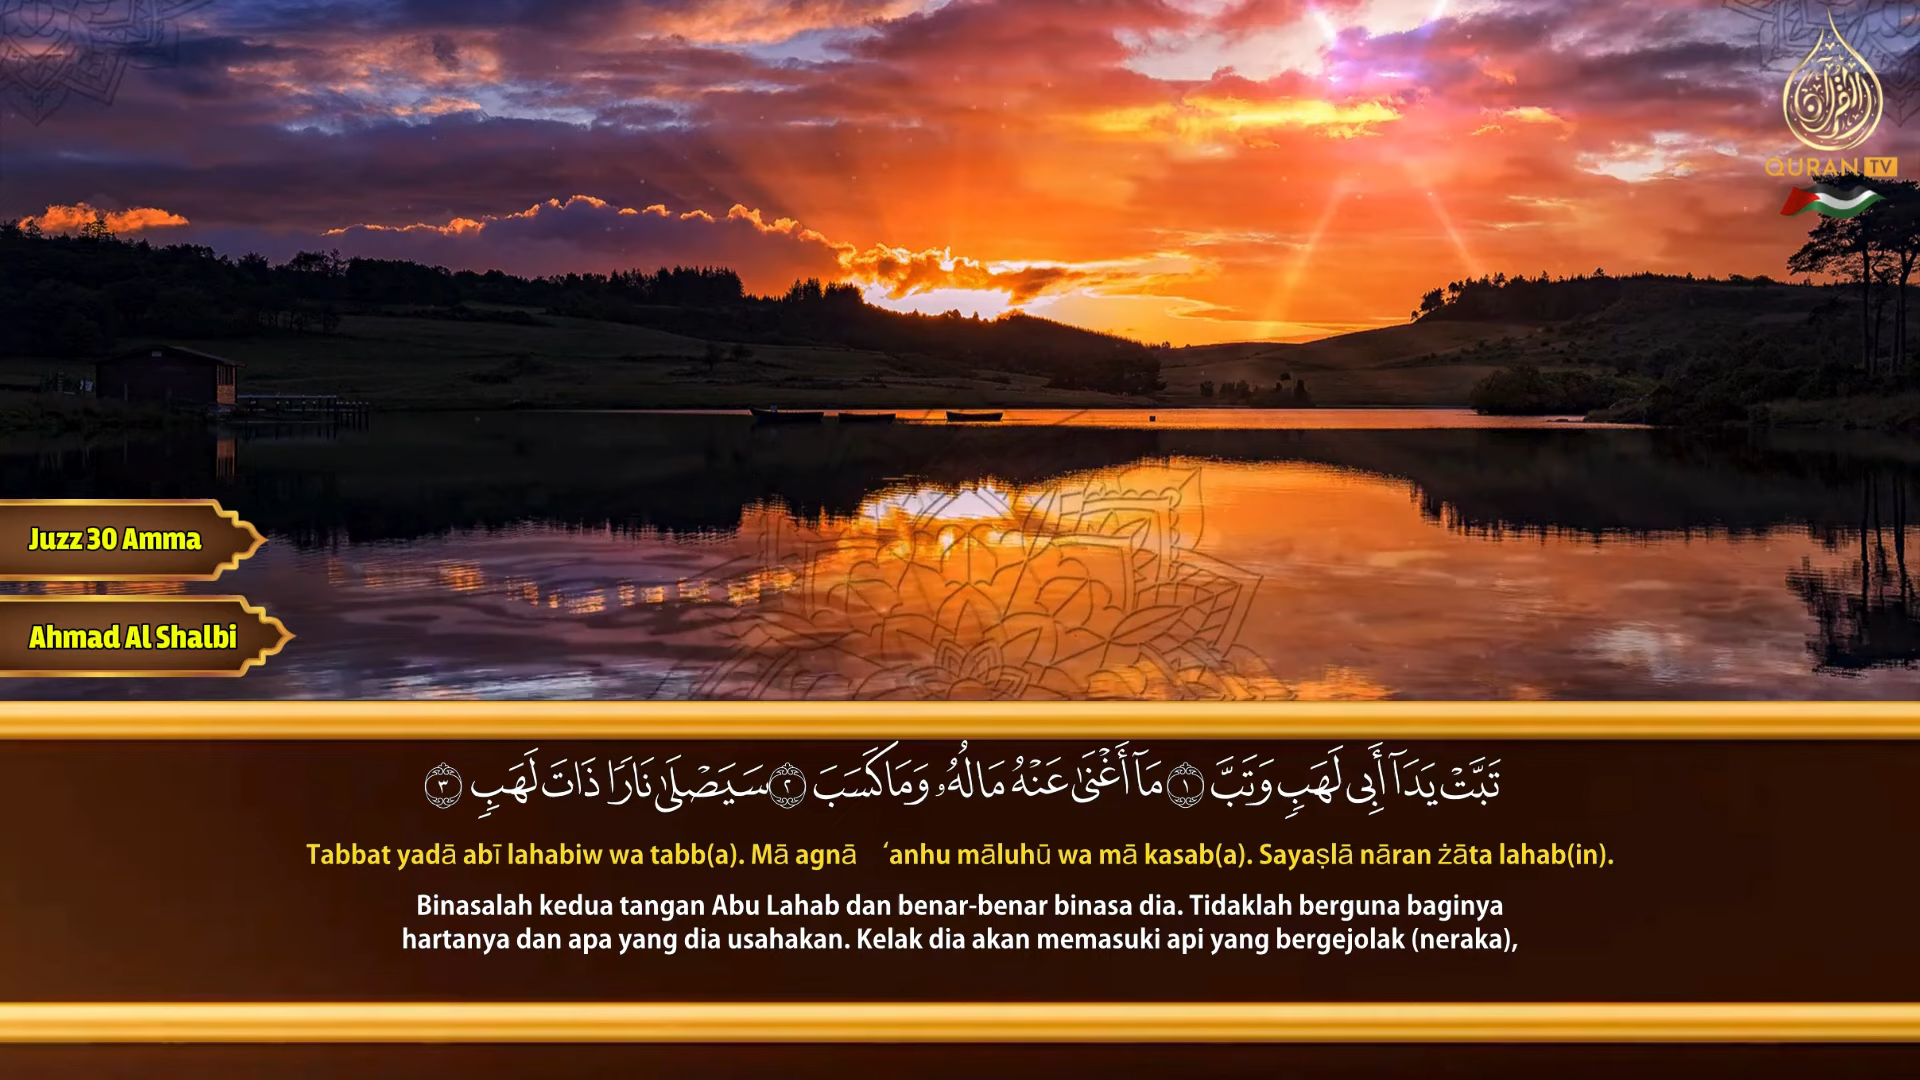 القرآن
QURAN TV
Juzz 30 Amma
Ahmad Al Shalbi
تَبَّتْ يَدَآ أَبِى لَهَبٍ وَتَبَّ ١ مَآ أَغْنَىٰ عَنْهُ مَالُهُۥ وَمَا كَسَبَ ٢ سَيَصْلَىٰ نَارًا ذَاتَ لَهَبٍ ٣
Tabbat yadā abī lahabiw wa tabb(a). Mā agnā ‘anhu māluhū wa mā kasab(a). Sayaṣlā nāran żāta lahab(in).
Binasalah kedua tangan Abu Lahab dan benar-benar binasa dia. Tidaklah berguna baginya
hartanya dan apa yang dia usahakan. Kelak dia akan memasuki api yang bergejolak (neraka),